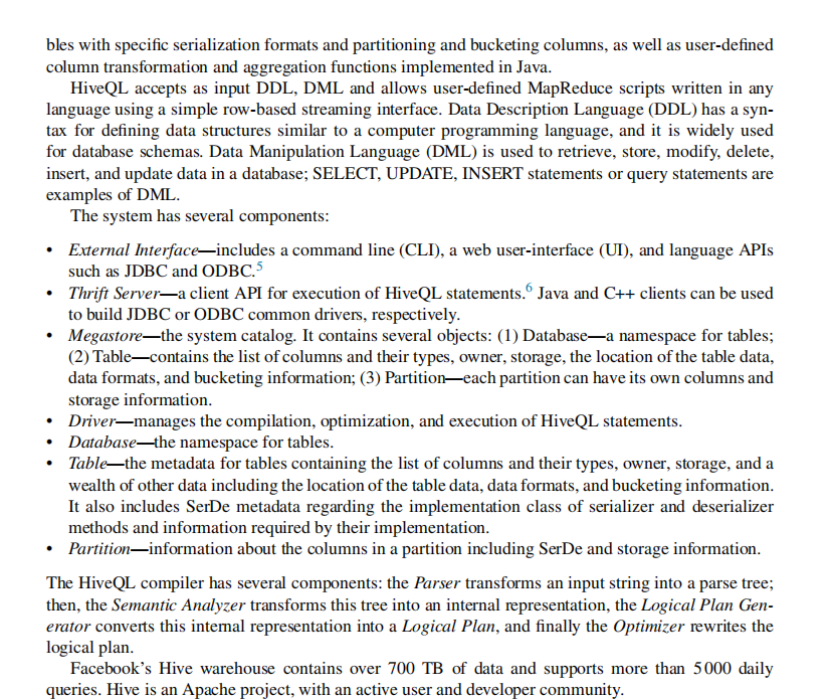 bles with specific serialization formats and partitioning and bucketing columns, as well as user-defined
column transformation and aggregation functions implemented in Java.
HiveQL accepts as input DDL, DML and allows user-defined MapReduce scripts written in any
language using a simple row-based streaming interface. Data Description Language (DDL) has a syn-
tax for defining data structures similar to a computer programming language, and it is widely used
for database schemas. Data Manipulation Language (DML) is used to retrieve, store, modify, delete,
insert, and update data in a database; SELECT, UPDATE, INSERT statements or query statements are
examples of DML.
The system has several components:
• External Interface—includes a command line (CLI), a web user-interface (UI), and language APIs
such as JDBC and ODBC.5
• Thrift Server—a client API for execution of HiveQL statements.6 Java and C++ clients can be used
to build JDBC or ODBC common drivers, respectively.
• Megastore—the system catalog. It contains several objects: (1) Database—a namespace for tables;
(2) Table—contains the list of columns and their types, owner, storage, the location of the table data,
data formats, and bucketing information; (3) Partition—each partition can have its own columns and
storage information.
• Driver—manages the compilation, optimization, and execution of HiveQL statements.
• Database—the namespace for tables.
• Table—the metadata for tables containing the list of columns and their types, owner, storage, and a
wealth of other data including the location of the table data, data formats, and bucketing information.
It also includes SerDe metadata regarding the implementation class of serializer and deserializer
methods and information required by their implementation.
• Partition—information about the columns in a partition including SerDe and storage information.
The HiveQL compiler has several components: the Parser transforms an input string into a parse tree;
then, the Semantic Analyzer transforms this tree into an internal representation, the Logical Plan Gen-
erator converts this internal representation into a Logical Plan, and finally the Optimizer rewrites the
logical plan.
Facebook's Hive warehouse contains over 700 TB of data and supports more than 5000 daily
queries. Hive is an Apache project, with an active user and developer community.